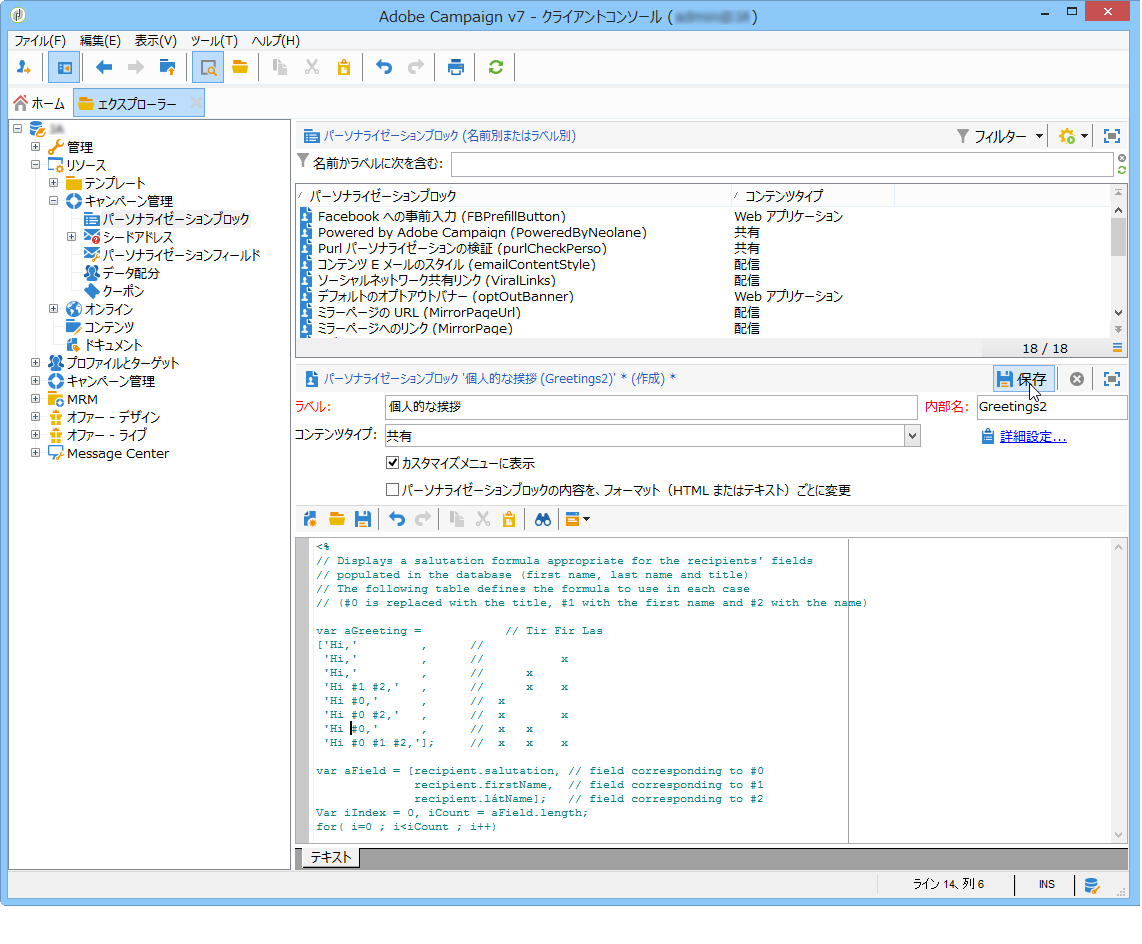 Adobe Campaign v7 - クライアントコンソール ( )
ファイル(F) 編集(E) 表示(V) ツール(T) ヘルプ(H)
ホーム エクスプローラー
管理
リソース
テンプレート
キャンペーン管理
パーソナライゼーションブロック
シードアドレス
パーソナライゼーションフィールド
データ配分
クーポン
オンライン
コンテンツ
ドキュメント
プロファイルとターゲット
キャンペーン管理
MRM
オファー - デザイン
オファー - ライブ
Message Center
パーソナライゼーションブロック (名前別またはラベル別) フィルター
名前かラベルに次を含む:
パーソナライゼーションブロック コンテンツタイプ
Facebook への事前入力 (FBPrefillButton) Web アプリケーション
Powered by Adobe Campaign (PoweredByNeolane) 共有
Purl パーソナライゼーションの検証 (purlCheckPerso) 共有
コンテンツ E メールのスタイル (emailContentStyle) 配信
ソーシャルネットワーク共有リンク (ViralLinks) 配信
デフォルトのオプトアウトバナー (optOutBanner) Web アプリケーション
ミラーページの URL (MirrorPageUrl) 配信
ミラーページへのリンク (MirrorPage) 配信
18 / 18
パーソナライゼーションブロック '個人的な挨拶 (Greetings2)' * (作成) * 保存
ラベル: 個人的な挨拶 内部名: Greetings2
コンテンツタイプ: 共有 詳細設定...
カスタマイズメニューに表示
パーソナライゼーションブロックの内容を、フォーマット（HTML またはテキスト）ごとに変更
<%
// Displays a salutation formula appropriate for the recipients' fields
// populated in the database (first name, last name and title)
// The following table defines the formula to use in each case
// (#0 is replaced with the title, #1 with the first name and #2 with the name)
var aGreeting = // Tir Fir Las
['Hi,' , //
'Hi,' , // x
'Hi,' , // x
'Hi #1 #2,' , // x x
'Hi #0,' , // x
'Hi #0 #2,' , // x x
'Hi #0,' , // x x
'Hi #0 #1 #2,']; // x x x
var aField = [recipient.salutation, // field corresponding to #0
recipient.firstName, // field corresponding to #1
recipient.látName]; // field corresponding to #2
Var iIndex = 0, iCount = aField.length;
for( i=0 ; i<iCount ; i++)
テキスト
ライン 14、列 6 INS